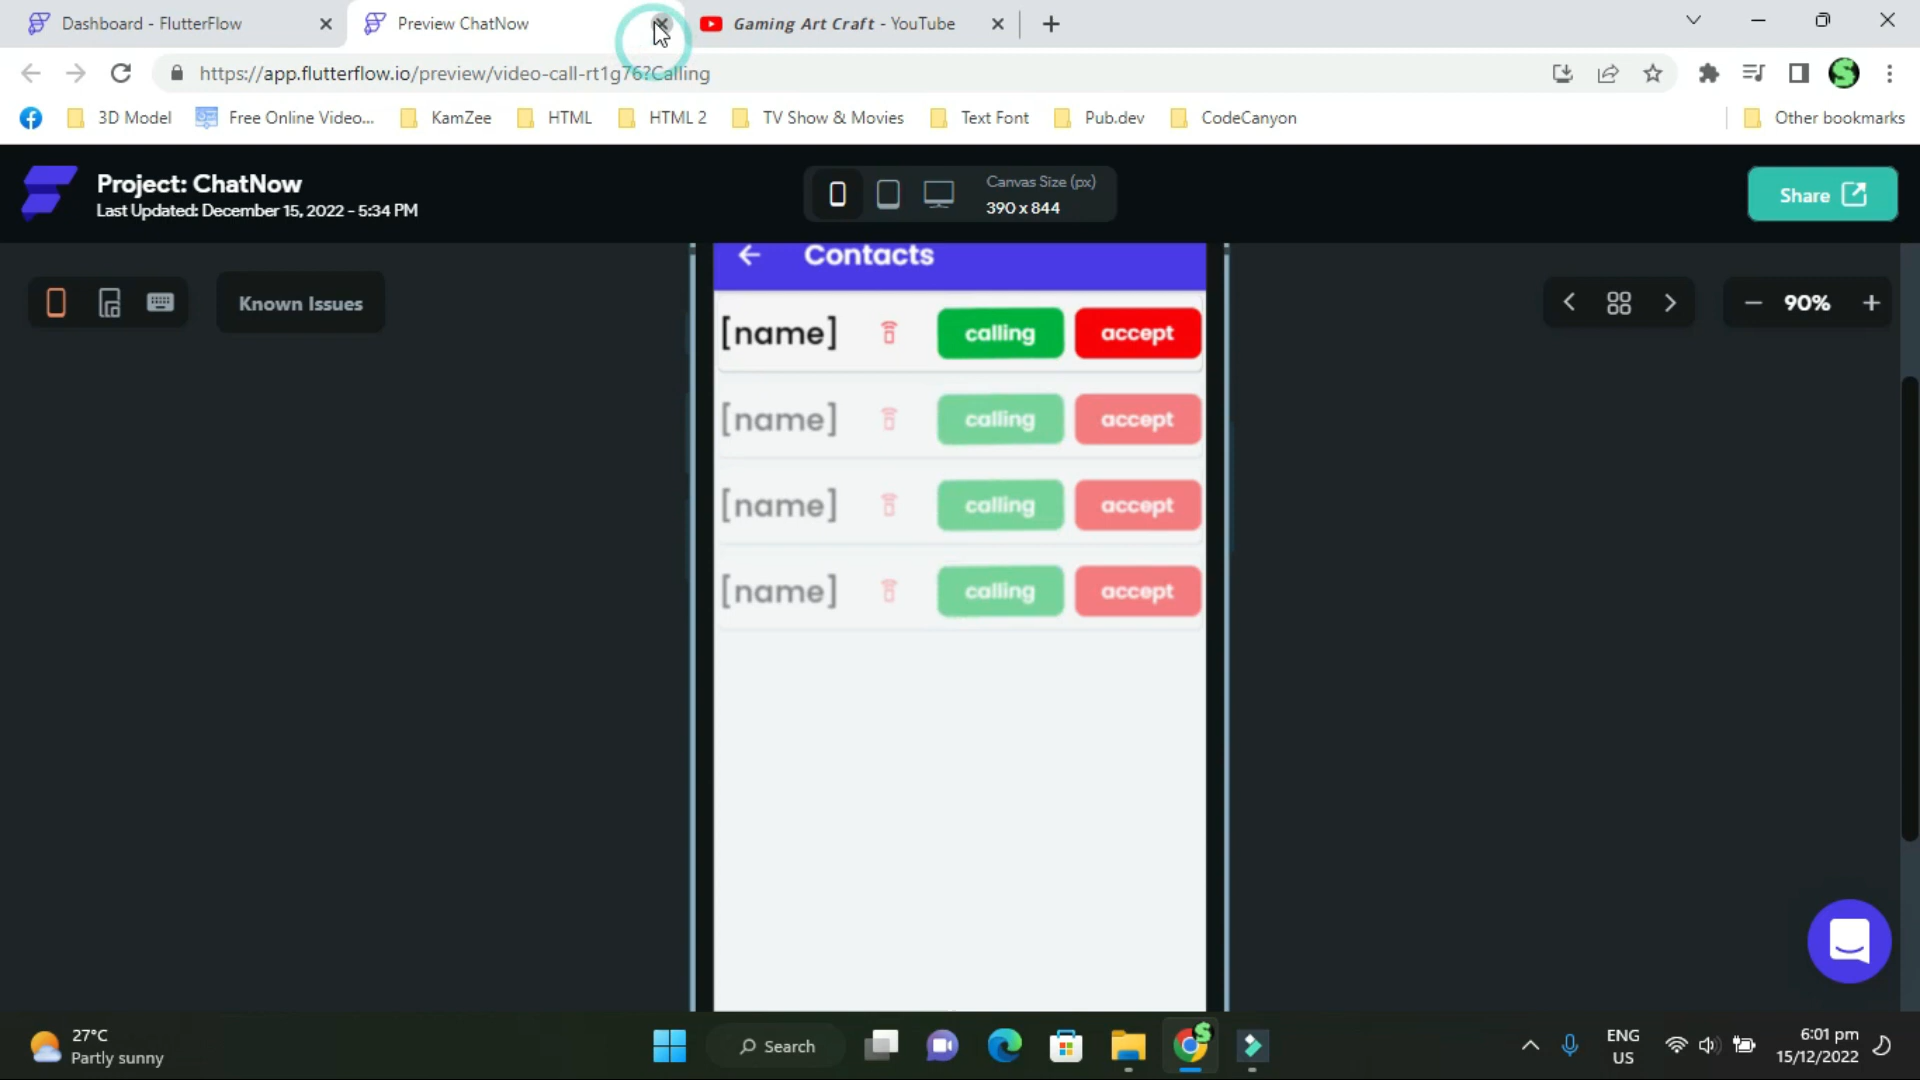 Dashboard - FlutterFlow
Preview ChatNow
Gaming Art Craft - YouTube
https://app.flutterflow.io/preview/video-call-rt1g76?Calling
3D Model
Free Online Video...
KamZee
HTML
HTML 2
TV Show & Movies
Text Font
Pub.dev
CodeCanyon
Other bookmarks
Project: ChatNow
Last Updated: December 15, 2022 - 5:34 PM
Canvas Size (px)
390 x 844
Share
Known Issues
90%
Contacts
[name] calling accept
[name] calling accept
[name] calling accept
[name] calling accept
27°C
Partly sunny
Search
ENG
US
6:01 pm
15/12/2022